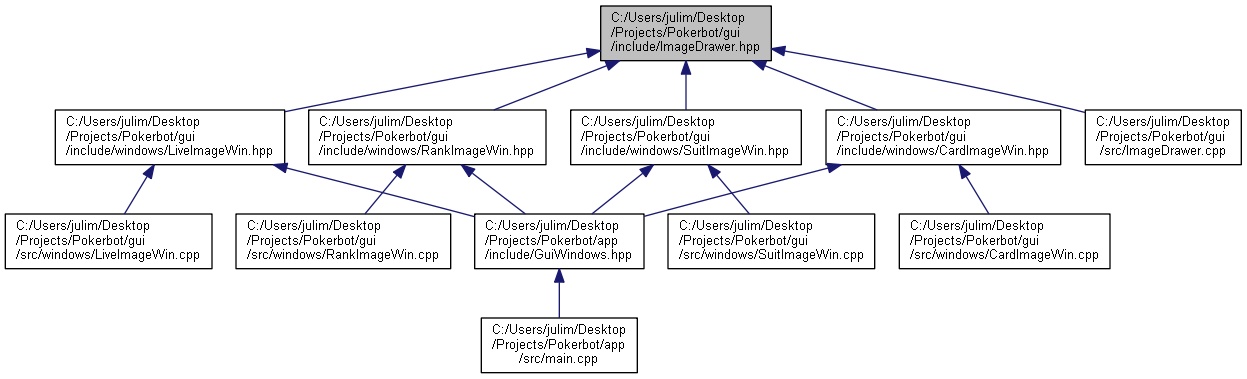 C:/Users/julim/Desktop
/Projects/Pokerbot/gui
/include/ImageDrawer.hpp
C:/Users/julim/Desktop
/Projects/Pokerbot/gui
/include/windows/LiveImageWin.hpp
C:/Users/julim/Desktop
/Projects/Pokerbot/gui
/include/windows/RankImageWin.hpp
C:/Users/julim/Desktop
/Projects/Pokerbot/gui
/include/windows/SuitImageWin.hpp
C:/Users/julim/Desktop
/Projects/Pokerbot/gui
/include/windows/CardImageWin.hpp
C:/Users/julim/Desktop
/Projects/Pokerbot/gui
/src/ImageDrawer.cpp
C:/Users/julim/Desktop
/Projects/Pokerbot/gui
/src/windows/LiveImageWin.cpp
C:/Users/julim/Desktop
/Projects/Pokerbot/gui
/src/windows/RankImageWin.cpp
C:/Users/julim/Desktop
/Projects/Pokerbot/app
/include/GuiWindows.hpp
C:/Users/julim/Desktop
/Projects/Pokerbot/gui
/src/windows/SuitImageWin.cpp
C:/Users/julim/Desktop
/Projects/Pokerbot/gui
/src/windows/CardImageWin.cpp
C:/Users/julim/Desktop
/Projects/Pokerbot/app
/src/main.cpp